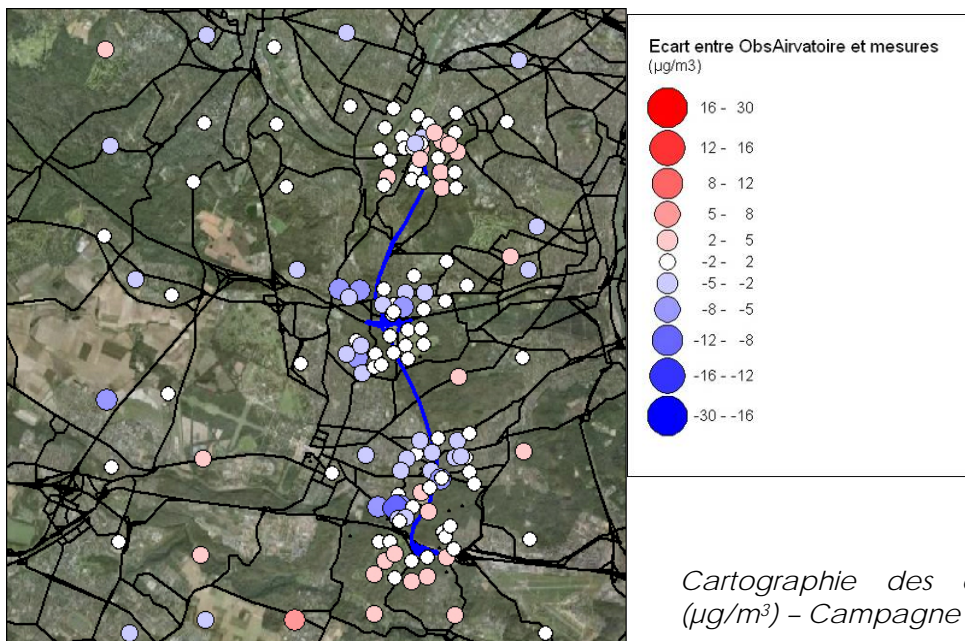 Ecart entre ObsAirvatoire et mesures
(µg/m3)
16 - 30
12 - 16
8 - 12
5 - 8
2 - 5
-2 - 2
-5 - -2
-8 - -5
-12 - -8
-16 - -12
-30 - -16
Cartographie des
(µg/m³) – Campagne